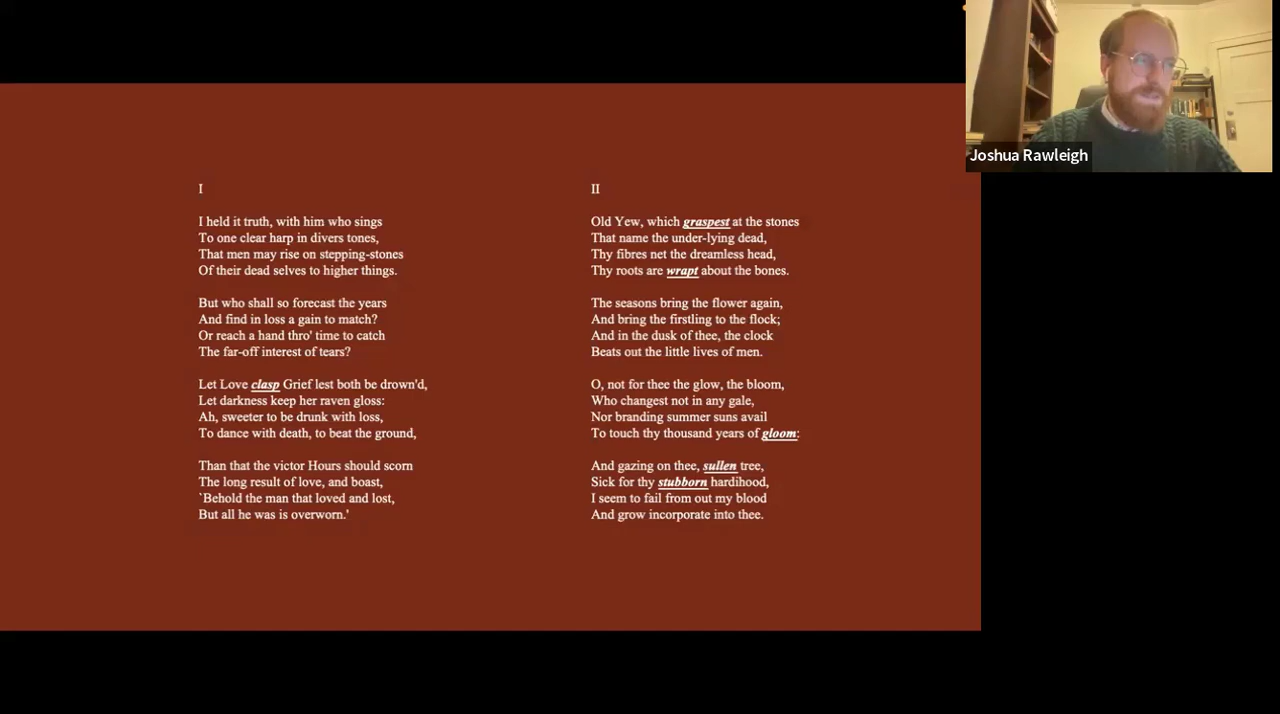 I
I held it truth, with him who sings
To one clear harp in divers tones,
That men may rise on stepping-stones
Of their dead selves to higher things.
But who shall so forecast the years
And find in loss a gain to match?
Or reach a hand thro' time to catch
The far-off interest of tears?
Let Love clasp Grief lest both be drown'd,
Let darkness keep her raven gloss:
Ah, sweeter to be drunk with loss,
To dance with death, to beat the ground,
Than that the victor Hours should scorn
The long result of love, and boast,
`Behold the man that loved and lost,
But all he was is overworn.'
II
Old Yew, which graspest at the stones
That name the under-lying dead,
Thy fibres net the dreamless head,
Thy roots are wrapt about the bones.
The seasons bring the flower again,
And bring the firstling to the flock;
And in the dusk of thee, the clock
Beats out the little lives of men.
O, not for thee the glow, the bloom,
Who changest not in any gale,
Nor branding summer suns avail
To touch thy thousand years of gloom:
And gazing on thee, sullen tree,
Sick for thy stubborn hardihood,
I seem to fail from out my blood
And grow incorporate into thee.
Joshua Rawleigh